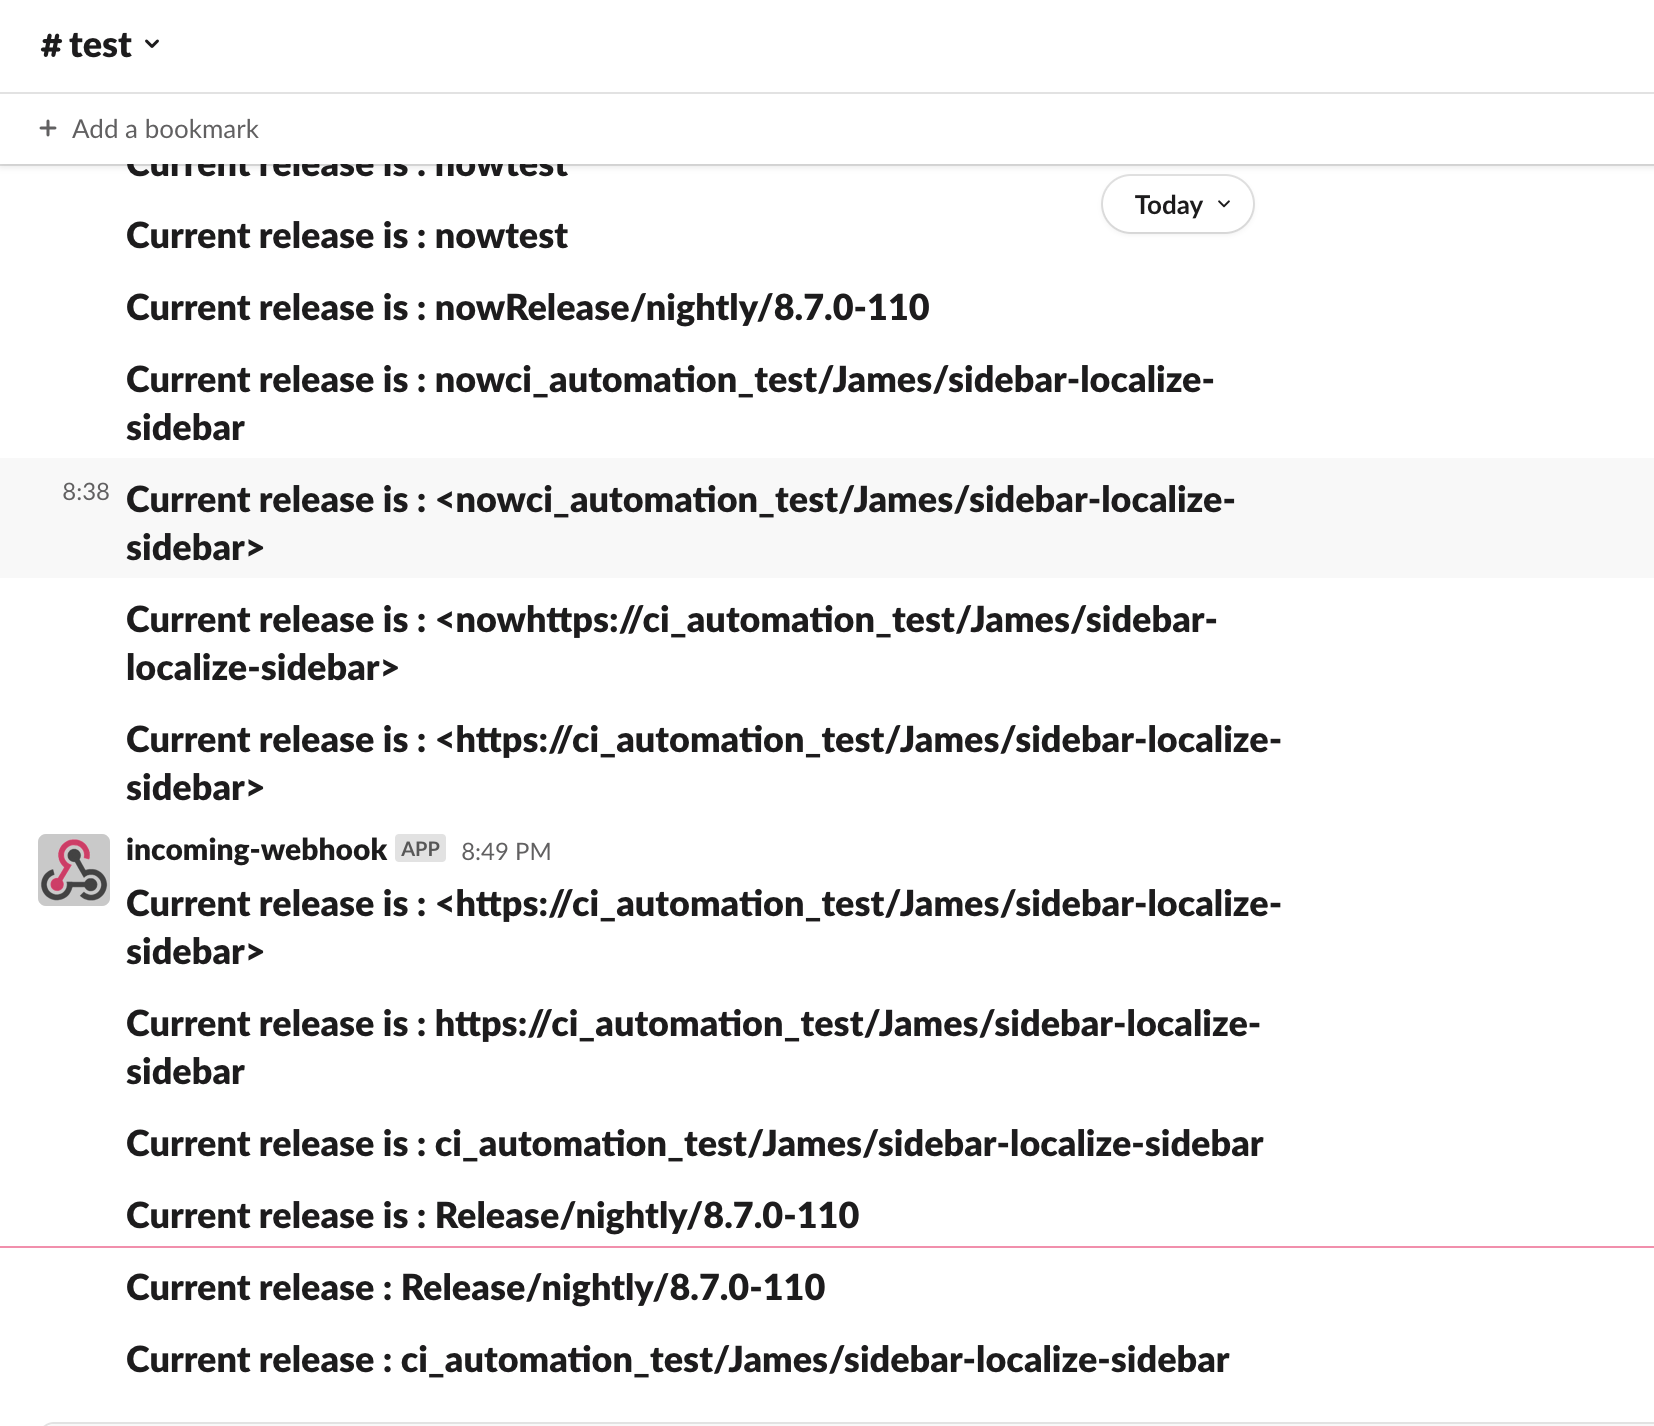 # test
+ Add a bookmark
Current release is : nowtest
Today
Current release is : nowtest
Current release is : nowRelease/nightly/8.7.0-110
Current release is : nowci_automation_test/James/sidebar-localize-
sidebar
8:38
Current release is : <nowci_automation_test/James/sidebar-localize-
sidebar>
Current release is : <nowhttps://ci_automation_test/James/sidebar-
localize-sidebar>
Current release is : <https://ci_automation_test/James/sidebar-localize-
sidebar>
incoming-webhook APP 8:49 PM
Current release is : <https://ci_automation_test/James/sidebar-localize-
sidebar>
Current release is : https://ci_automation_test/James/sidebar-localize-
sidebar
Current release is : ci_automation_test/James/sidebar-localize-sidebar
Current release is : Release/nightly/8.7.0-110
Current release : Release/nightly/8.7.0-110
Current release : ci_automation_test/James/sidebar-localize-sidebar